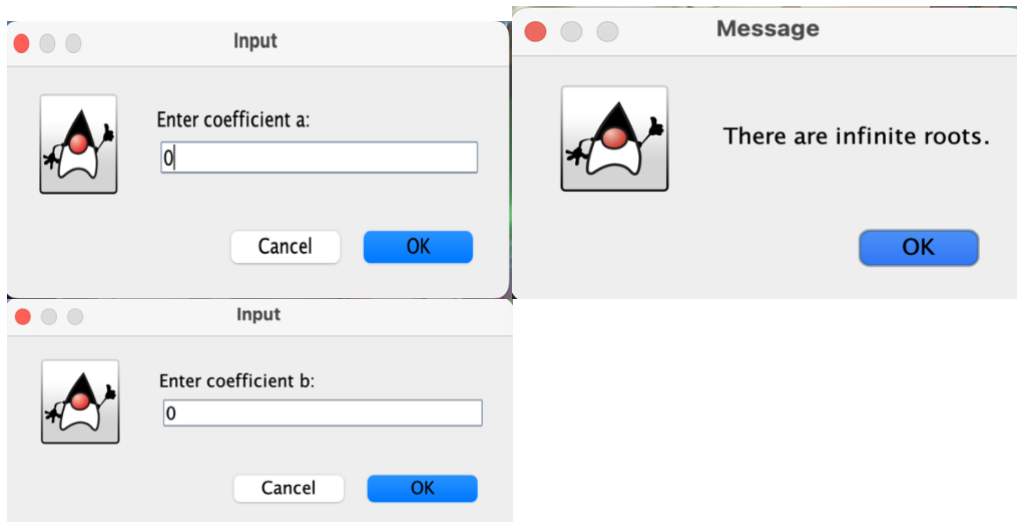 Input
Enter coefficient a:
0
Cancel
OK
Message
There are infinite roots.
OK
Input
Enter coefficient b:
0
Cancel
OK